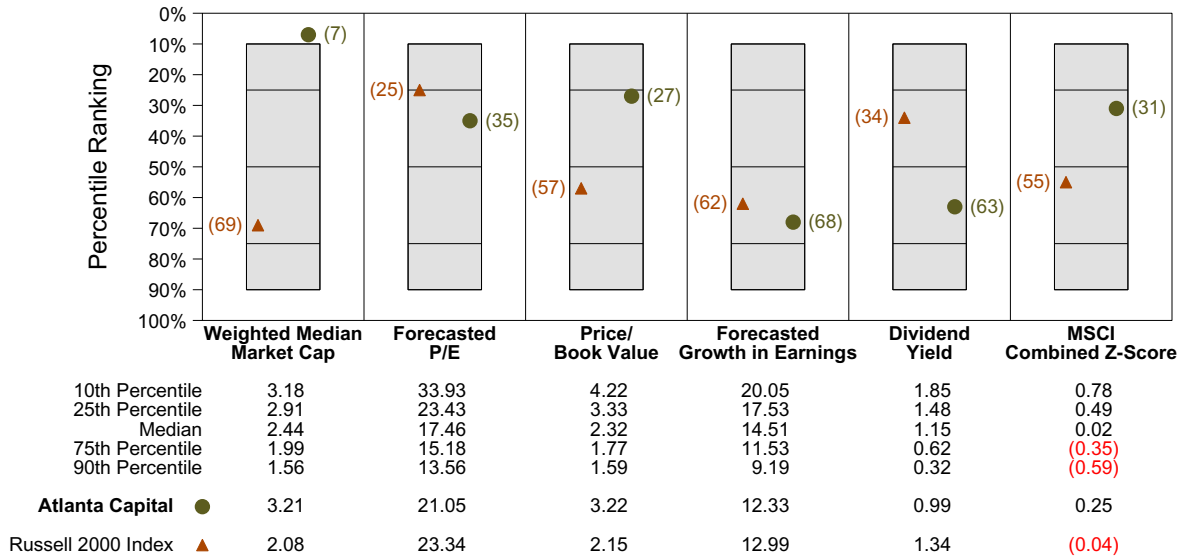 Percentile Ranking
0%
10%
20%
30%
40%
50%
60%
70%
80%
90%
100%
(7)
(69)
(25)
(35)
(27)
(57)
(62)
(68)
(34)
(63)
(31)
(55)
Weighted Median Market Cap
Forecasted P/E
Price/ Book Value
Forecasted Growth in Earnings
Dividend Yield
MSCI Combined Z-Score
10th Percentile 3.18 33.93 4.22 20.05 1.85 0.78
25th Percentile 2.91 23.43 3.33 17.53 1.48 0.49
Median 2.44 17.46 2.32 14.51 1.15 0.02
75th Percentile 1.99 15.18 1.77 11.53 0.62 (0.35)
90th Percentile 1.56 13.56 1.59 9.19 0.32 (0.59)
Atlanta Capital 3.21 21.05 3.22 12.33 0.99 0.25
Russell 2000 Index 2.08 23.34 2.15 12.99 1.34 (0.04)